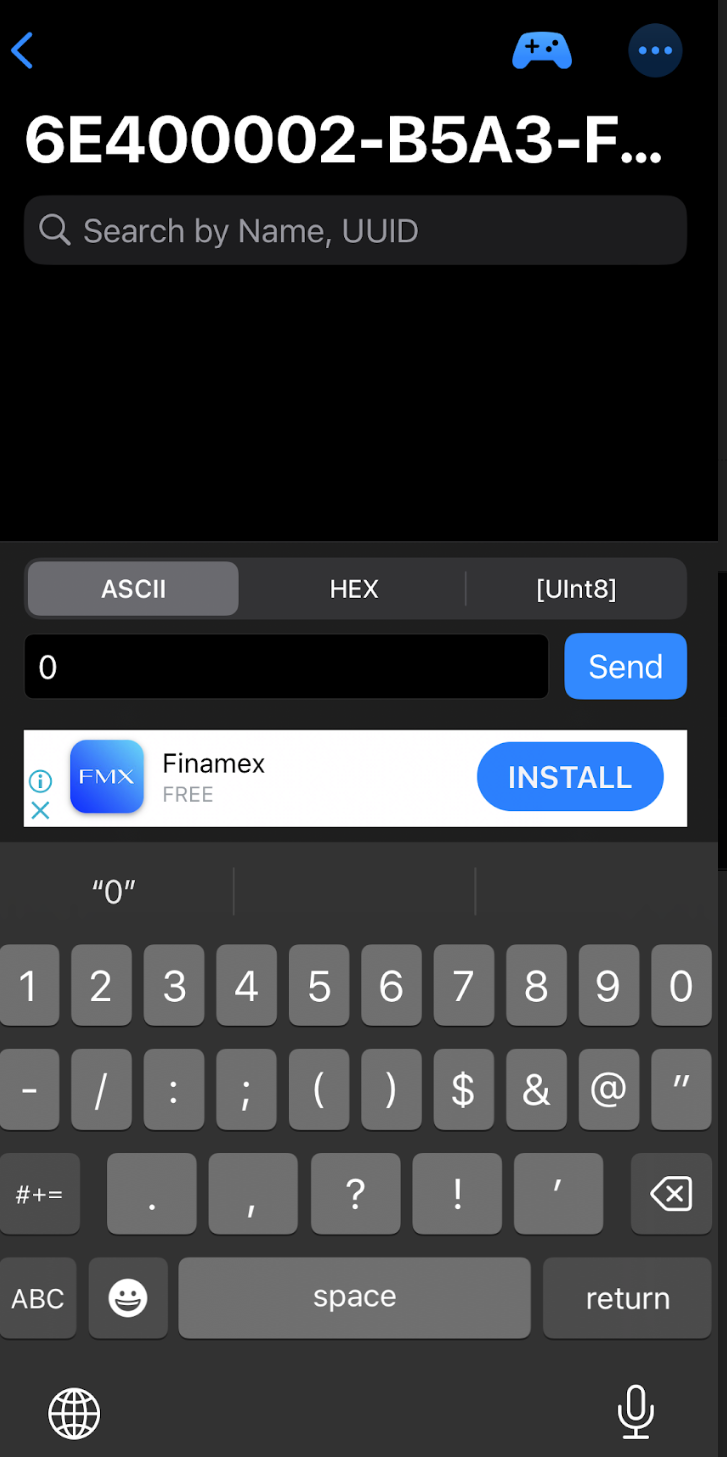 6E400002-B5A3-F...
Search by Name, UUID
ASCII HEX [UInt8]
0 Send
FMX Finamex INSTALL
FREE
“0”
1 2 3 4 5 6 7 8 9 0
- / : ; ( ) $ & @ "
#+= . , ? ! '
ABC space return